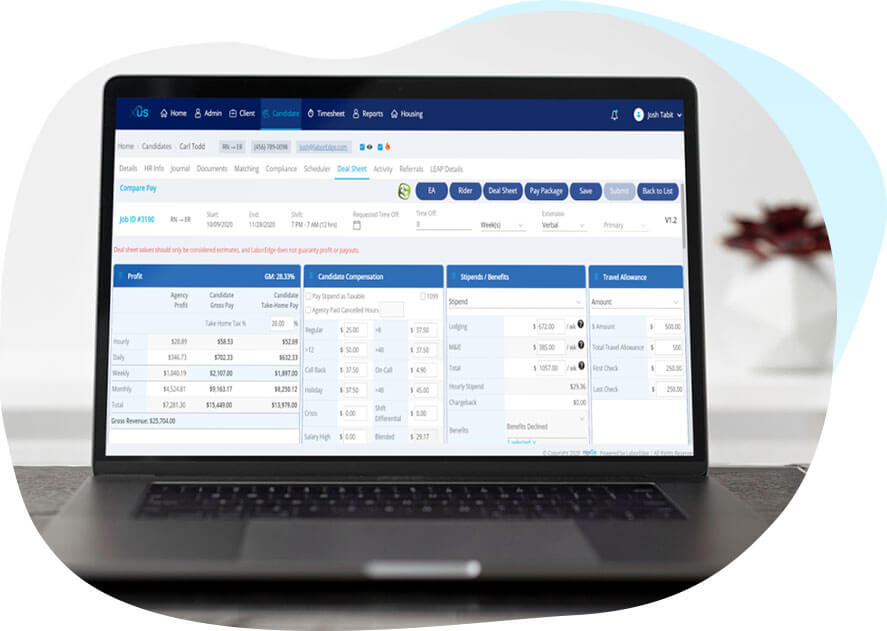 xus Home Admin Client Candidate Timesheet Reports Housing Josh Tabit
Home Candidates Carl Todd RN → ER (456) 789-0098 body@laborEdge.com
Details HR Info Journal Documents Matching Compliance Scheduler Deal Sheet Activity Referrals LEAP Details
Compare Pay EA Rider Deal Sheet Pay Package Save Submit Back to List
Start: End: Shift: Requested Time Off: Time Off: Extension
Job ID #3190 RN → ER 10/09/2020 11/28/2020 7 PM - 7 AM (12 hrs) Week(s) Verbal Primary V1.2
Deal sheet values should only be considered estimates, and LaborEdge does not guaranty profit or payouts.
Profit GM: 28.33%
Agency Profit Candidate Gross Pay Candidate Take-Home Pay
Take Home Tax % 20.00 %
Hourly $28.89 $58.53 $52.69
Daily $346.73 $702.33 $632.33
Weekly $1,040.19 $2,107.00 $1,897.00
Monthly $4,524.81 $9,163.17 $8,250.12
Total $7,281.30 $15,449.00 $13,979.00
Gross Revenue: $25,704.00
Candidate Compensation
Pay Stipend as Taxable 1099
Agency Paid Cancelled Hours
Regular $ 25.00 >8 $ 37.50
>12 $ 50.00 >40 $ 37.50
Call Back $ 37.50 On-Call $ 4.90
Holiday $ 37.50 >40 $ 45.00
Crisis $ 0.00 Shift Differential $ 0.00
Salary High $ 0.00 Blended $ 29.17
Stipends / Benefits
Stipend
Lodging $ 672.00 / wk
M&IE $ 385.00 / wk
Total $ 1057.00 / wk
Hourly Stipend $29.36
Chargeback $0.00
Benefits Benefits Declined
1 selected
Travel Allowance
Amount
$ Amount $ 500.00
Total Travel Allowance $ 500.
First Check $ 250.00
Last Check $ 250.00
© Copyright 2020 Powered by LaborEdge | All Rights Reserved